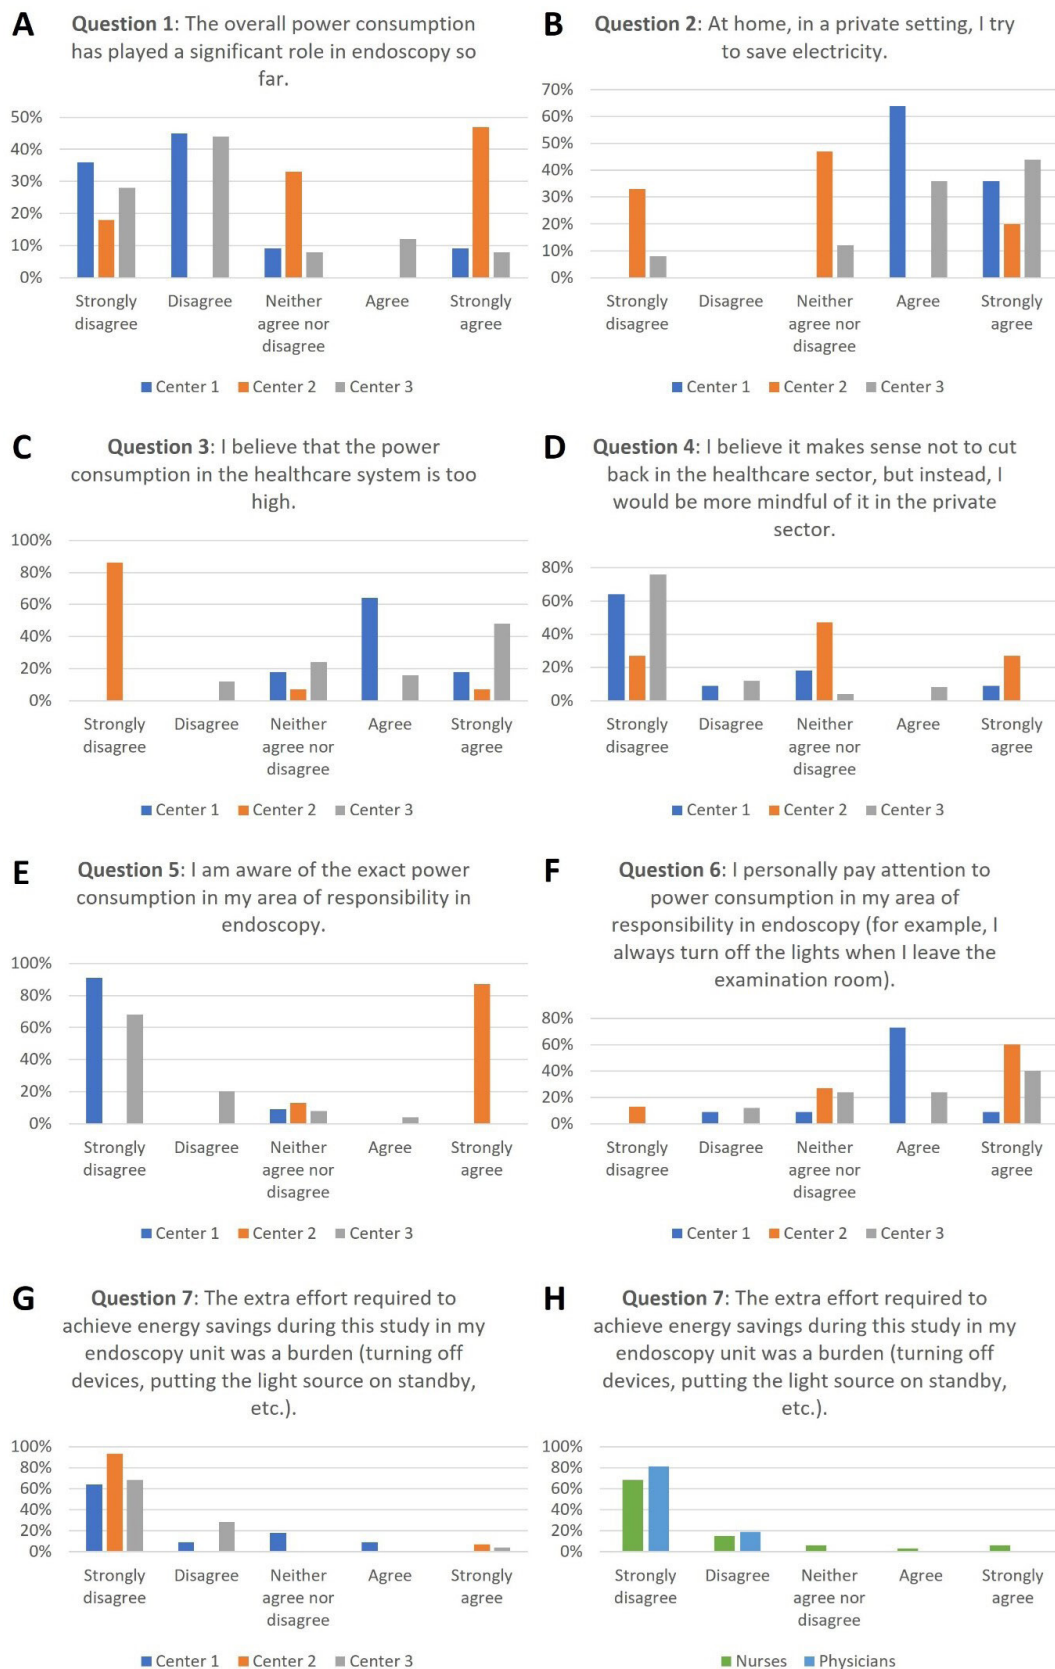 A
Question 1: The overall power consumption
has played a significant role in endoscopy so
far.
50%
40%
30%
20%
10%
0%
Strongly disagree
Disagree
Neither agree nor disagree
Agree
Strongly agree
Center 1 Center 2 Center 3
B
Question 2: At home, in a private setting, I try
to save electricity.
70%
60%
50%
40%
30%
20%
10%
0%
Strongly disagree
Disagree
Neither agree nor disagree
Agree
Strongly agree
Center 1 Center 2 Center 3
C
Question 3: I believe that the power
consumption in the healthcare system is too
high.
100%
80%
60%
40%
20%
0%
Strongly disagree
Disagree
Neither agree nor disagree
Agree
Strongly agree
Center 1 Center 2 Center 3
D
Question 4: I believe it makes sense not to cut
back in the healthcare sector, but instead, I
would be more mindful of it in the private
sector.
80%
60%
40%
20%
0%
Strongly disagree
Disagree
Neither agree nor disagree
Agree
Strongly agree
Center 1 Center 2 Center 3
E
Question 5: I am aware of the exact power
consumption in my area of responsibility in
endoscopy.
100%
80%
60%
40%
20%
0%
Strongly disagree
Disagree
Neither agree nor disagree
Agree
Strongly agree
Center 1 Center 2 Center 3
F
Question 6: I personally pay attention to
power consumption in my area of
responsibility in endoscopy (for example, I
always turn off the lights when I leave the
examination room).
80%
60%
40%
20%
0%
Strongly disagree
Disagree
Neither agree nor disagree
Agree
Strongly agree
Center 1 Center 2 Center 3
G
Question 7: The extra effort required to
achieve energy savings during this study in my
endoscopy unit was a burden (turning off
devices, putting the light source on standby,
etc.).
100%
80%
60%
40%
20%
0%
Strongly disagree
Disagree
Neither agree nor disagree
Agree
Strongly agree
Center 1 Center 2 Center 3
H
Question 7: The extra effort required to
achieve energy savings during this study in my
endoscopy unit was a burden (turning off
devices, putting the light source on standby,
etc.).
100%
80%
60%
40%
20%
0%
Strongly disagree
Disagree
Neither agree nor disagree
Agree
Strongly agree
Nurses Physicians